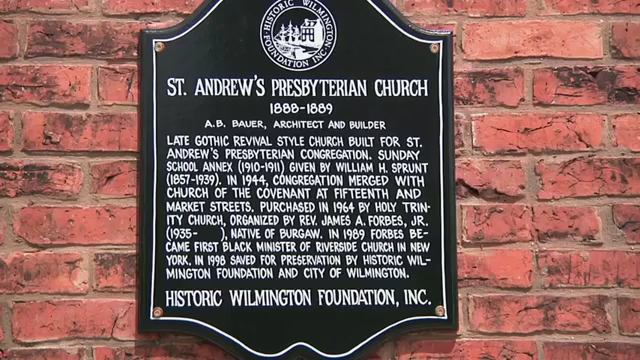 HISTORIC WILMINGTON
FOUNDATION INC.
ST. ANDREW'S PRESBYTERIAN CHURCH
1888-1889
A.B. BAUER, ARCHITECT AND BUILDER
LATE GOTHIC REVIVAL STYLE CHURCH BUILT FOR ST.
ANDREW'S PRESBYTERIAN CONGREGATION. SUNDAY
SCHOOL ANNEX (1910-1911) GIVEN BY WILLIAM H. SPRUNT
(1857-1939). IN 1944, CONGREGATION MERGED WITH
CHURCH OF THE COVENANT AT FIFTEENTH AND
MARKET STREETS. PURCHASED IN 1964 BY HOLY TRIN-
ITY CHURCH, ORGANIZED BY REV. JAMES A. FORBES, JR.
(1935-     ), NATIVE OF BURGAW. IN 1989 FORBES BE-
CAME FIRST BLACK MINISTER OF RIVERSIDE CHURCH IN NEW
YORK. IN 1998 SAVED FOR PRESERVATION BY HISTORIC WIL-
MINGTON FOUNDATION AND CITY OF WILMINGTON.
HISTORIC WILMINGTON FOUNDATION, INC.